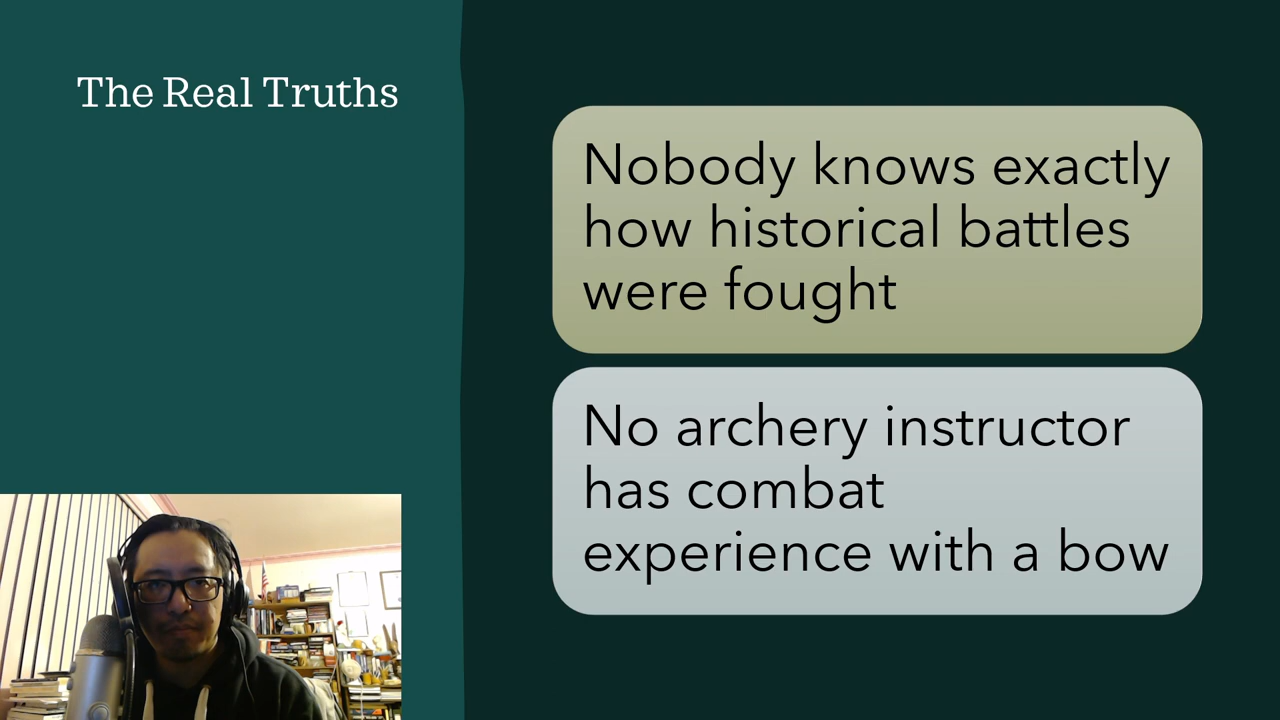 The Real Truths
Nobody knows exactly
how historical battles
were fought
No archery instructor
has combat
experience with a bow